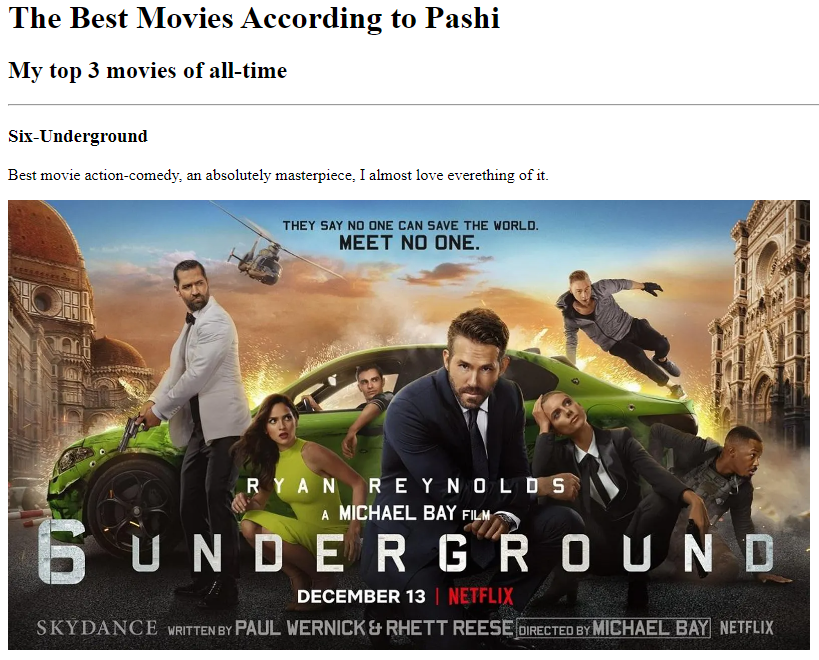 The Best Movies According to Pashi
My top 3 movies of all-time
Six-Underground
Best movie action-comedy, an absolutely masterpiece, I almost love everething of it.
THEY SAY NO ONE CAN SAVE THE WORLD.
MEET NO ONE.
RYAN REYNOLDS
A MICHAEL BAY FILM
6 UNDERGROUND
DECEMBER 13 | NETFLIX
SKYDANCE WRITTEN BY PAUL WERNICK & RHETT REESE DIRECTED BY MICHAEL BAY NETFLIX